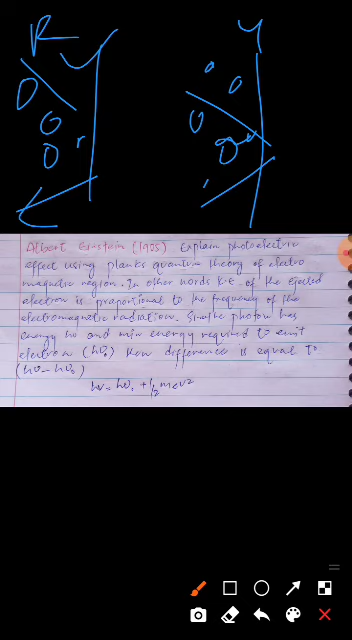 R
Y
r
Albert Einstein (1905) Explain photoelectric
effect using planks quantum theory of electro
magnetic region. In other words K.E. of the ejected
electron is proportional to the frequency of the
electromagnetic radiation. Since the photon has
energy hν and min energy required to emit
electron (hν₀) then difference is equal to
(hν - hν₀)
hν = hν₀ + 1/2 mev²